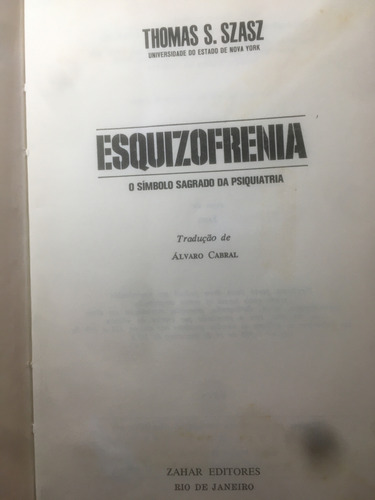 THOMAS S. SZASZ
UNIVERSIDADE DO ESTADO DE NOVA YORK
ESQUIZOFRENIA
O SÍMBOLO SAGRADO DA PSIQUIATRIA
Tradução de
ÁLVARO CABRAL
ZAHAR EDITORES
RIO DE JANEIRO